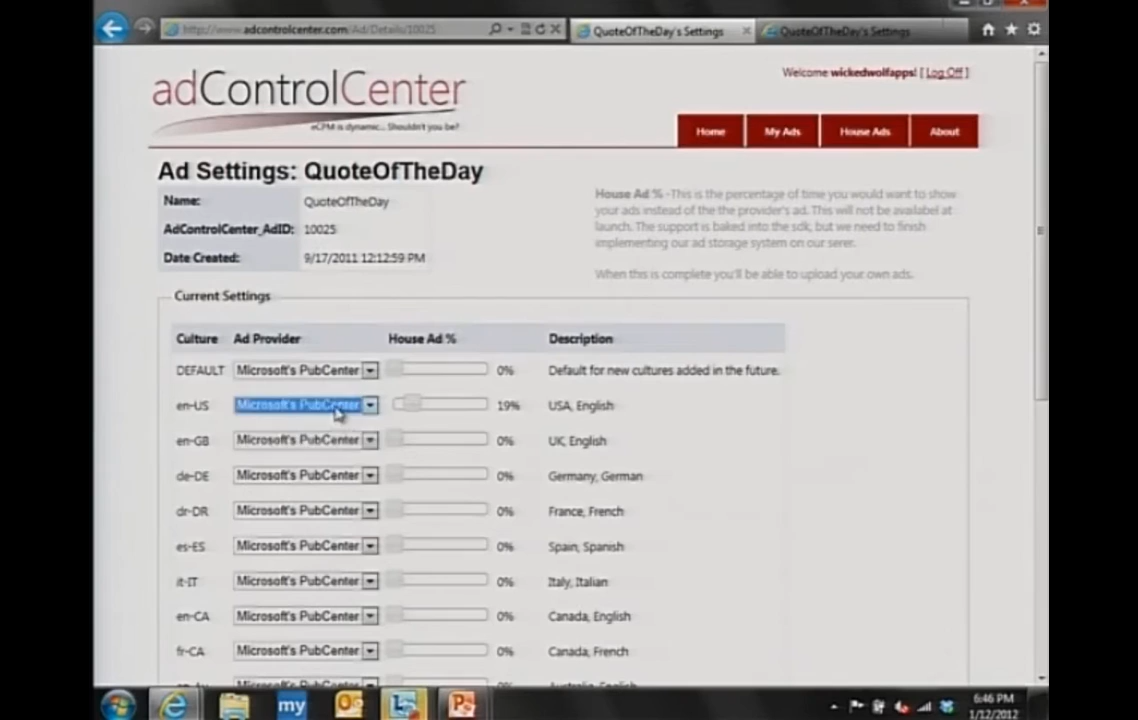 http://www.adcontrolcenter.com/Ad/Details/10025
QuoteOfTheDay's Settings
QuoteOfTheDay's Settings
adControlCenter
eCPM is dynamic... Shouldn't you be?
Welcome wickedwolfapps! [ Log Off ]
Home My Ads House Ads About
Ad Settings: QuoteOfTheDay
Name: QuoteOfTheDay
AdControlCenter_AdID: 10025
Date Created: 9/17/2011 12:12:59 PM
House Ad % -This is the percentage of time you would want to show
your ads instead of the the provider's ad. This will not be availabel at
launch. The support is baked into the sdk, but we need to finish
implementing our ad storage system on our serer.
When this is complete you'll be able to upload your own ads.
Current Settings
Culture Ad Provider House Ad % Description
DEFAULT Microsoft's PubCenter 0% Default for new cultures added in the future.
en-US Microsoft's PubCenter 19% USA, English
en-GB Microsoft's PubCenter 0% UK, English
de-DE Microsoft's PubCenter 0% Germany, German
dr-DR Microsoft's PubCenter 0% France, French
es-ES Microsoft's PubCenter 0% Spain, Spanish
it-IT Microsoft's PubCenter 0% Italy, Italian
en-CA Microsoft's PubCenter 0% Canada, English
fr-CA Microsoft's PubCenter 0% Canada, French
Microsoft's PubCenter 0% Australia, English
my
6:46 PM
1/12/2012